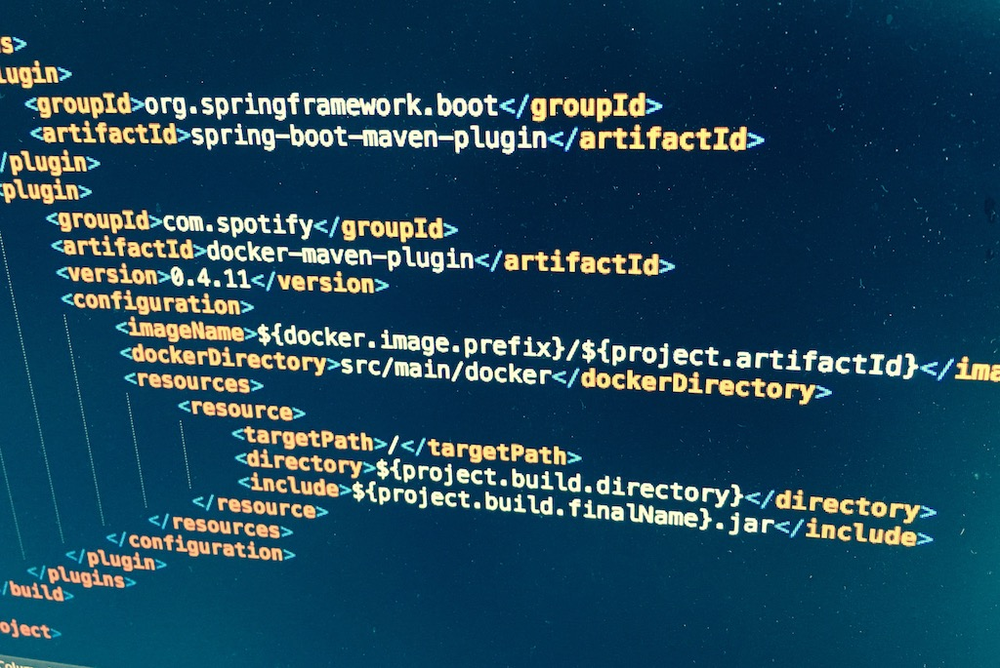 s>
lugin>
<groupId>org.springframework.boot</groupId>
<artifactId>spring-boot-maven-plugin</artifactId>
/plugin>
<plugin>
<groupId>com.spotify</groupId>
<artifactId>docker-maven-plugin</artifactId>
<version>0.4.11</version>
<configuration>
<imageName>${docker.image.prefix}/${project.artifactId}</ima
<dockerDirectory>src/main/docker</dockerDirectory>
<resources>
<resource>
<targetPath>/</targetPath>
<directory>${project.build.directory}</directory>
<include>${project.build.finalName}.jar</include>
</resource>
</resources>
</configuration>
</plugin>
</plugins>
/build>
oject>